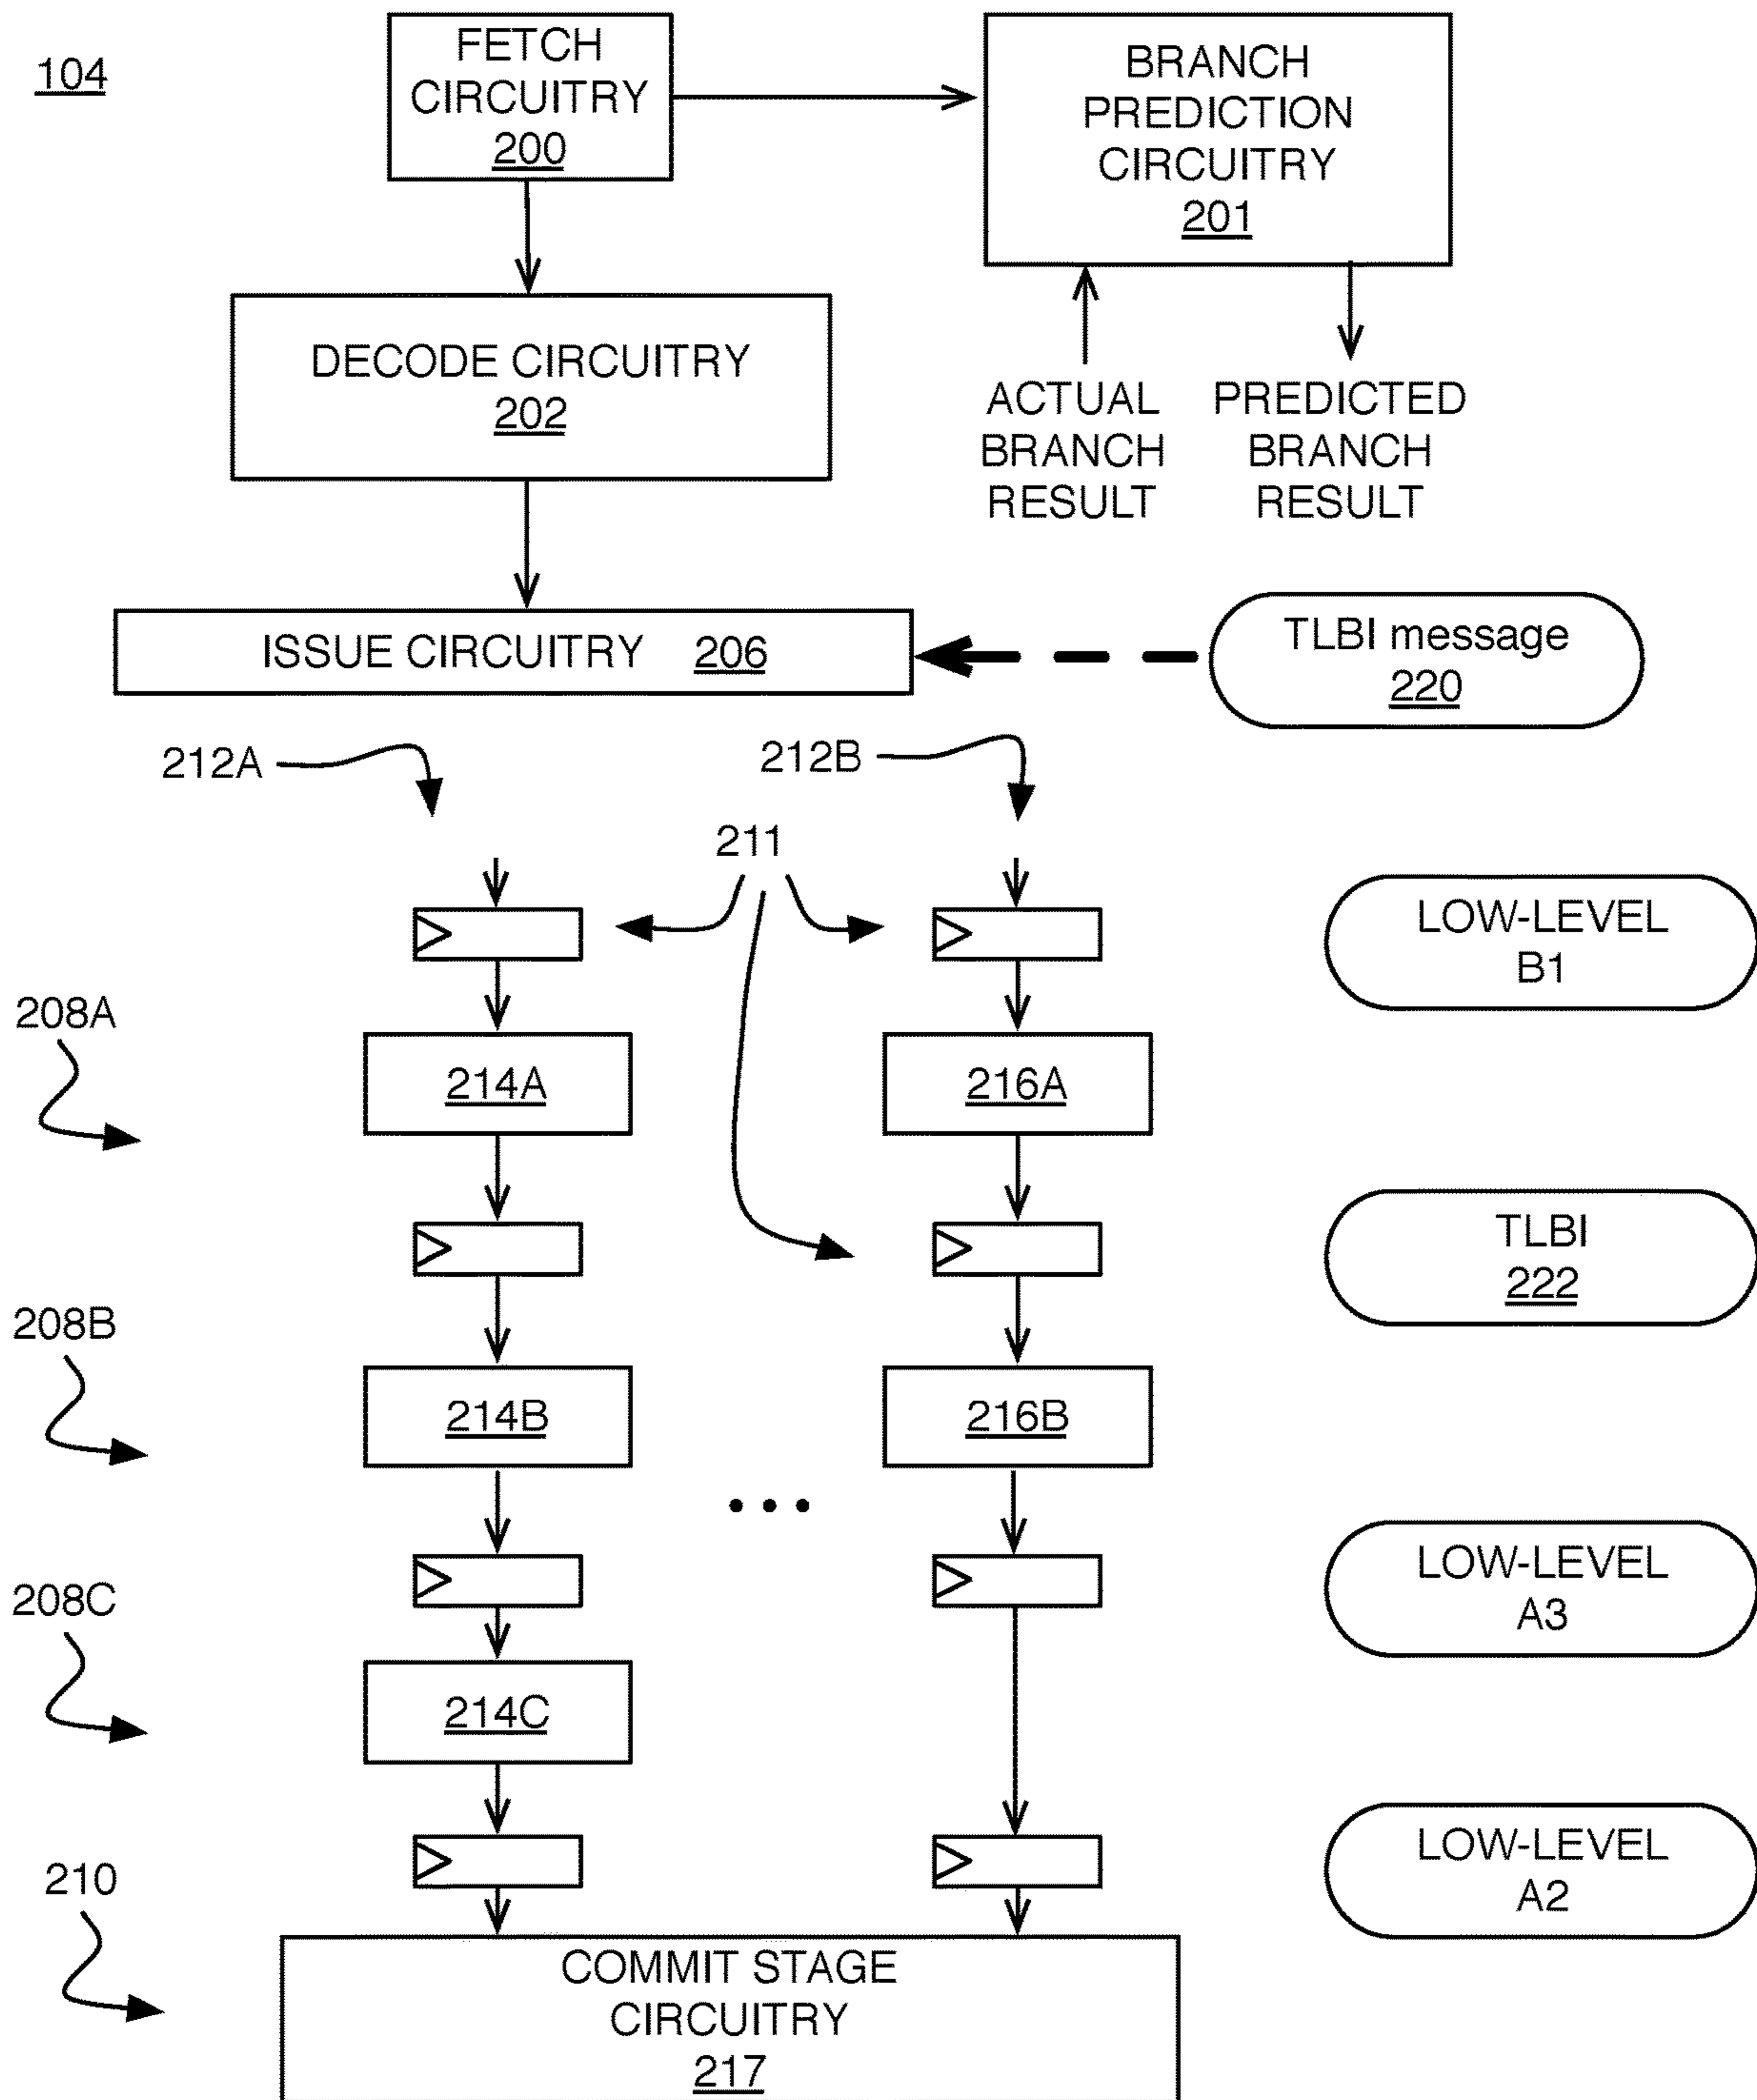 104
FETCH
CIRCUITRY
200
BRANCH
PREDICTION
CIRCUITRY
201
DECODE CIRCUITRY
202
ACTUAL
BRANCH
RESULT
PREDICTED
BRANCH
RESULT
ISSUE CIRCUITRY 206
TLBI message
220
212A
212B
211
LOW-LEVEL
B1
208A
214A
216A
TLBI
222
208B
214B
216B
...
LOW-LEVEL
A3
208C
214C
LOW-LEVEL
A2
210
COMMIT STAGE
CIRCUITRY
217